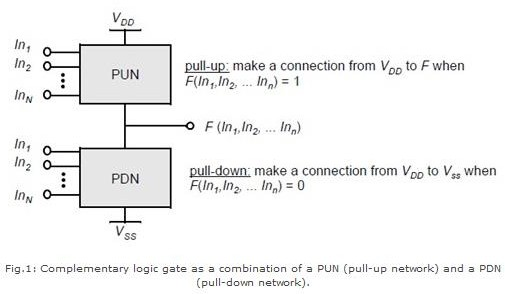 V_DD
In_1
In_2
In_N
PUN
pull-up: make a connection from V_DD to F when
F(In_1,In_2, ... In_n) = 1
F (In_1,In_2, ... In_n)
In_1
In_2
In_N
PDN
pull-down: make a connection from V_DD to V_ss when
F(In_1,In_2, ... In_n) = 0
V_SS
Fig.1: Complementary logic gate as a combination of a PUN (pull-up network) and a PDN
(pull-down network).